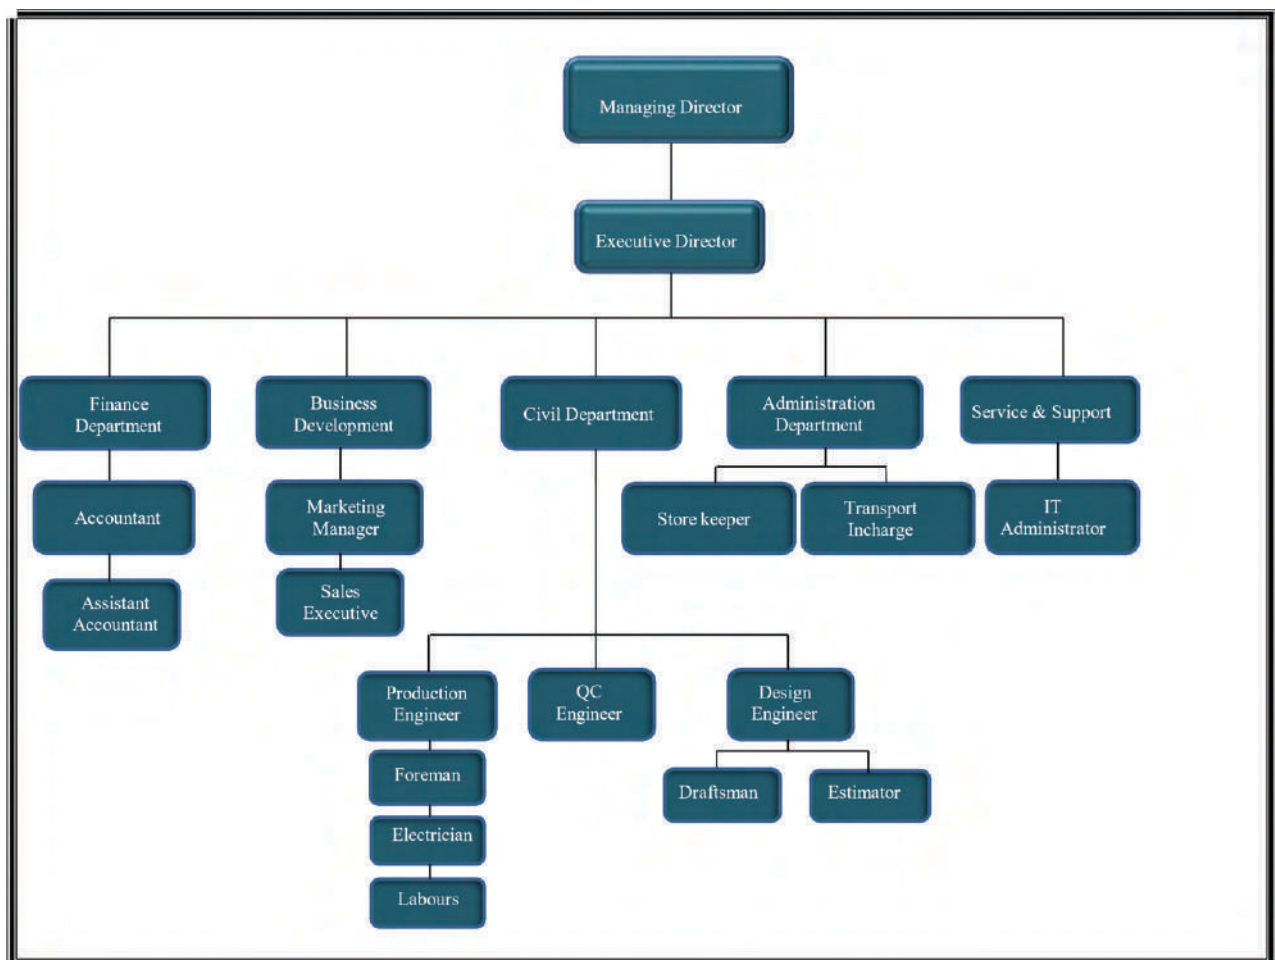 Managing Director
Executive Director
Finance
Department
Business
Development
Civil Department
Administration
Department
Service & Support
Accountant
Marketing
Manager
Store keeper
Transport
Incharge
IT
Administrator
Assistant
Accountant
Sales
Executive
Production
Engineer
QC
Engineer
Design
Engineer
Foreman
Draftsman
Estimator
Electrician
Labours